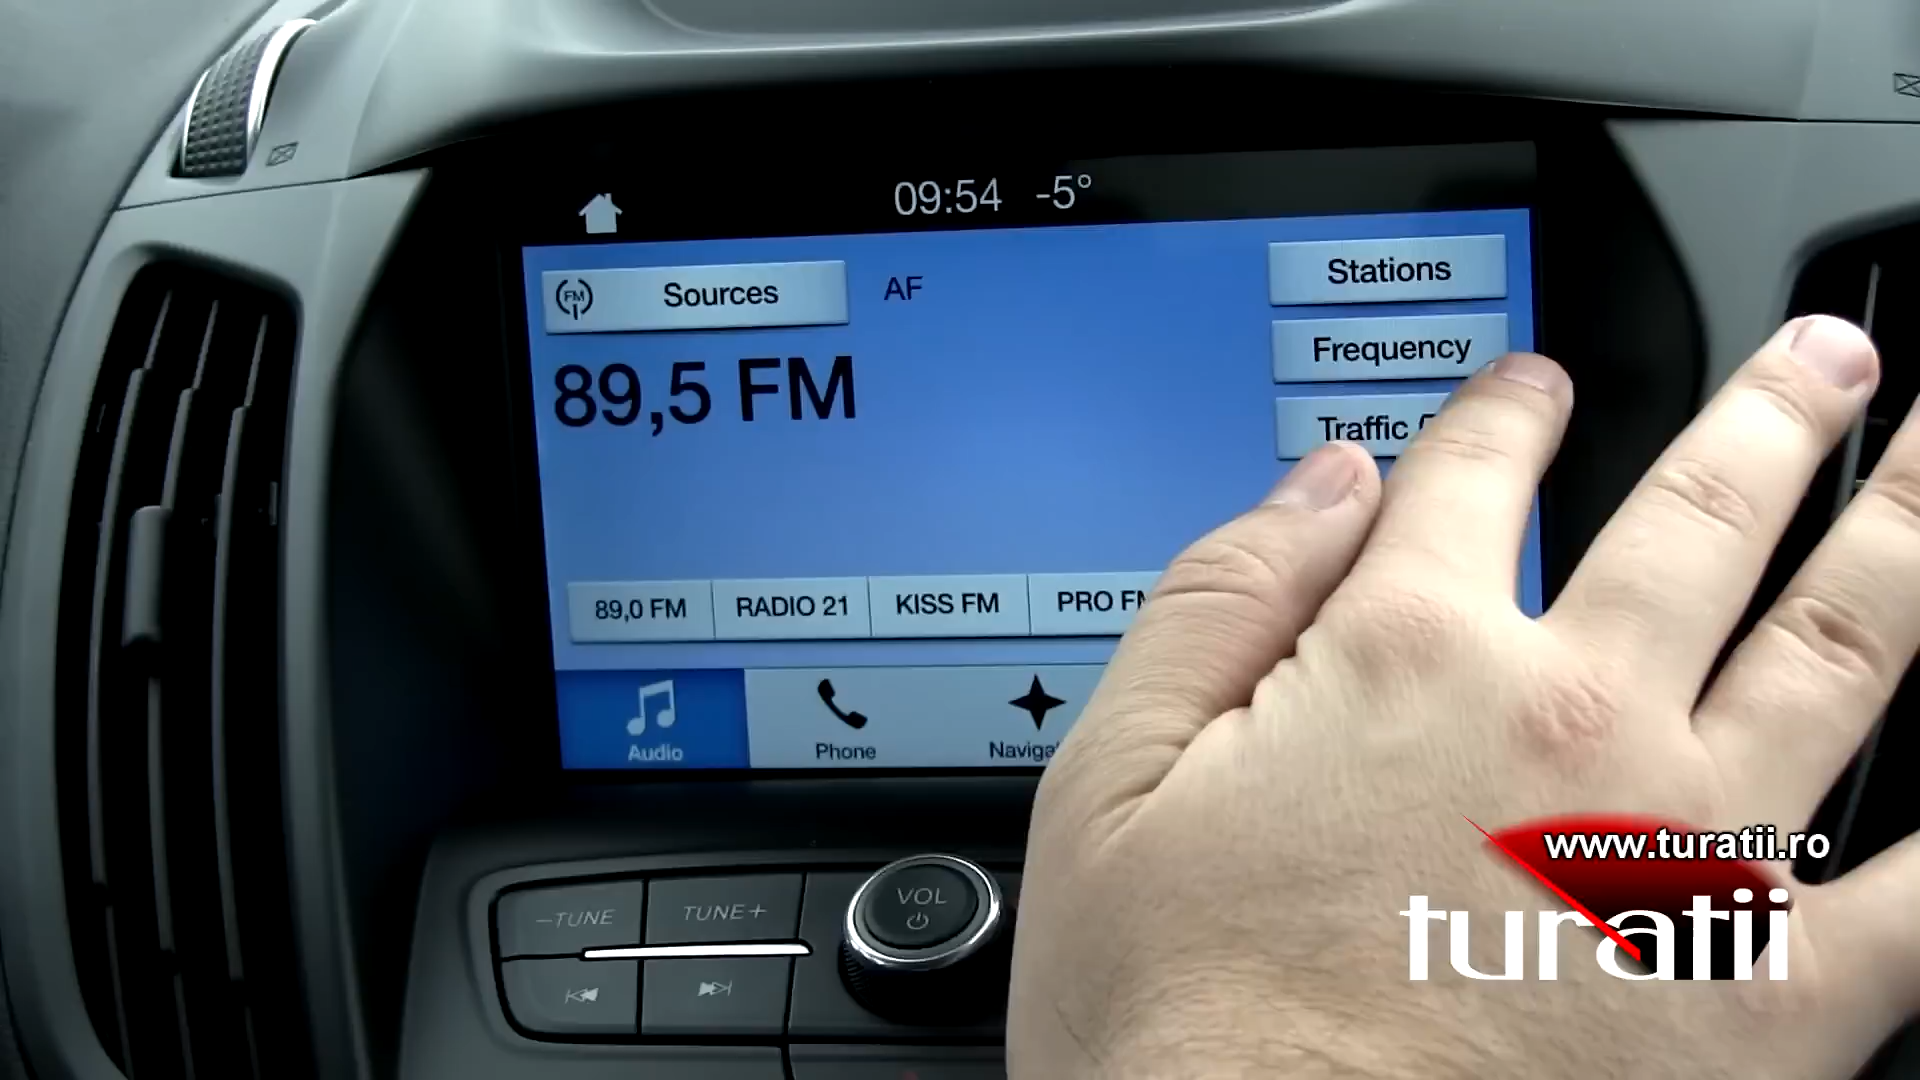 09:54 -5°
FM Sources AF
Stations
89,5 FM
Frequency
Traffic
89,0 FM RADIO 21 KISS FM PRO FM
Audio Phone
-TUNE TUNE+
VOL
www.turatii.ro
turatii